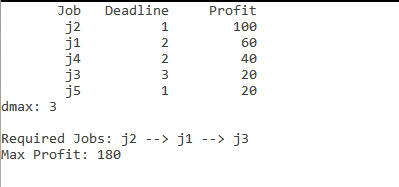 Job Deadline Profit
j2 1 100
j1 2 60
j4 2 40
j3 3 20
j5 1 20
dmax: 3
Required Jobs: j2 --> j1 --> j3
Max Profit: 180